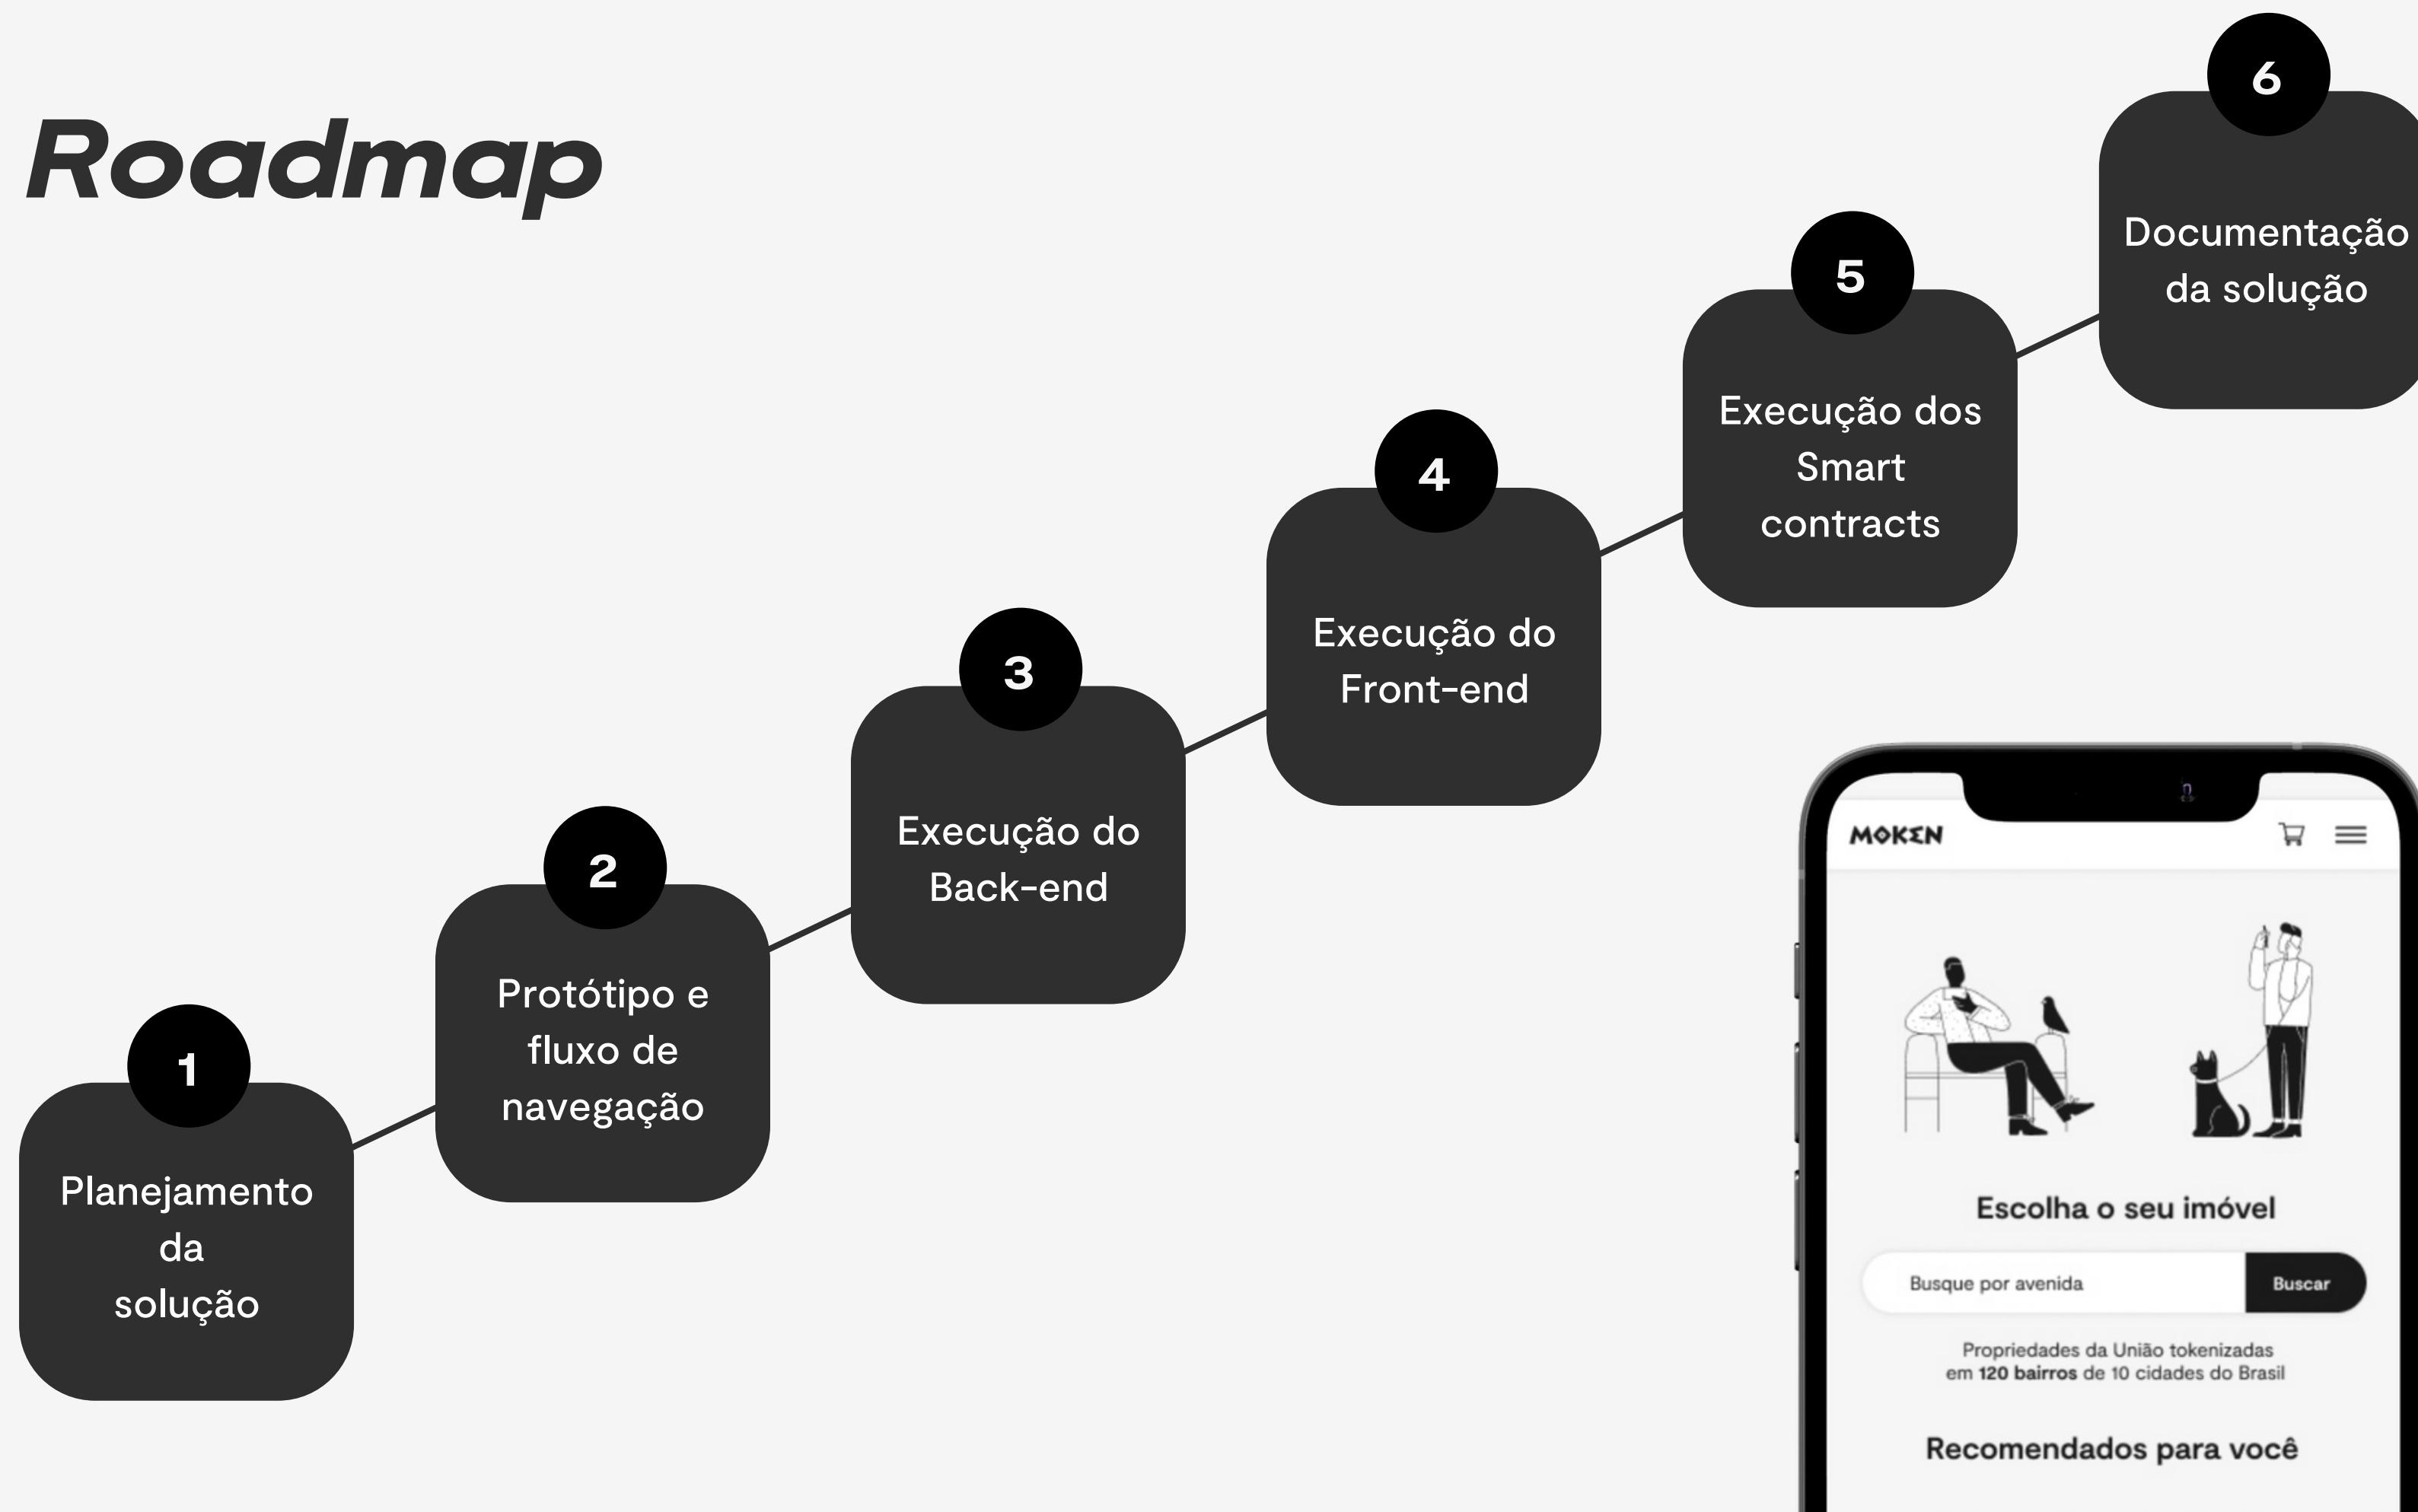 Roadmap
1
Planejamento
da
solução
2
Protótipo e
fluxo de
navegação
3
Execução do
Back-end
4
Execução do
Front-end
5
Execução dos
Smart
contracts
6
Documentação
da solução
MOKEN
Escolha o seu imóvel
Busque por avenida
Buscar
Propriedades da União tokenizadas
em 120 bairros de 10 cidades do Brasil
Recomendados para você